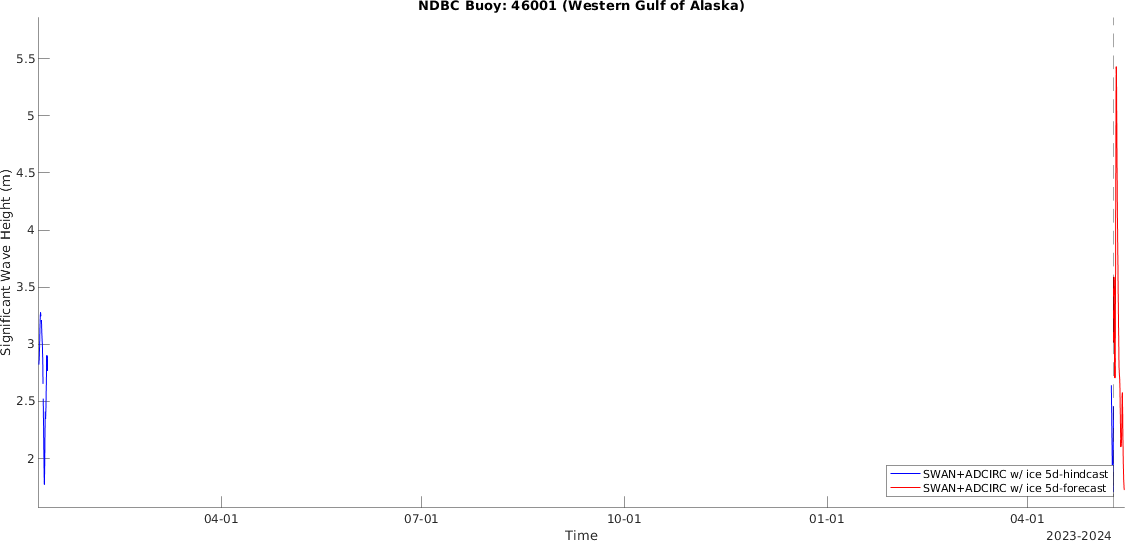 NDBC Buoy: 46001 (Western Gulf of Alaska)
Significant Wave Height (m)
5.5
5
4.5
4
3.5
3
2.5
2
SWAN+ADCIRC w/ ice 5d-hindcast
SWAN+ADCIRC w/ ice 5d-forecast
04-01 07-01 10-01 01-01 04-01
Time
2023-2024